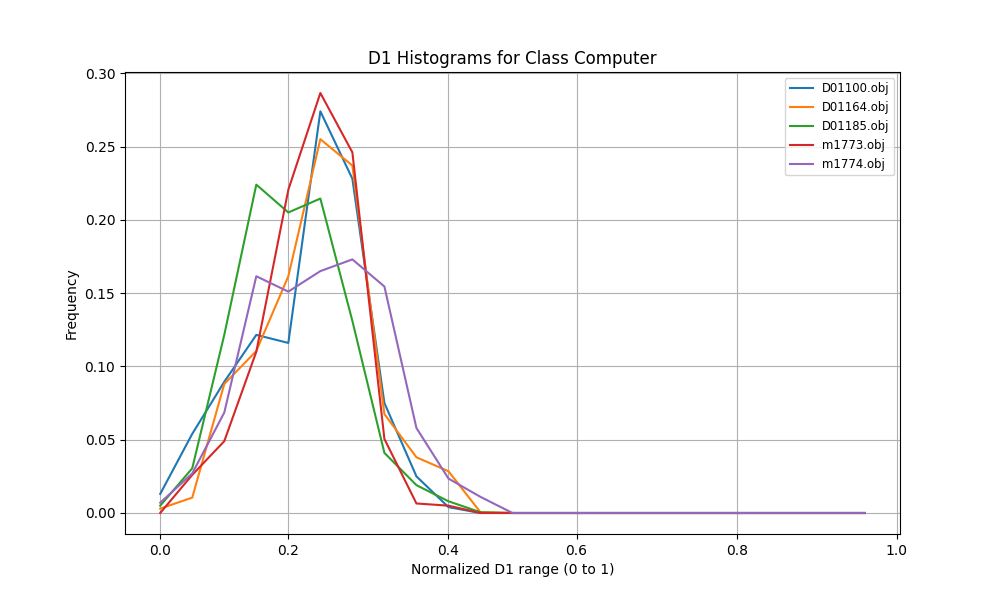 D1 Histograms for Class Computer
D01100.obj
D01164.obj
D01185.obj
m1773.obj
m1774.obj
Frequency
0.30
0.25
0.20
0.15
0.10
0.05
0.00
0.0 0.2 0.4 0.6 0.8 1.0
Normalized D1 range (0 to 1)